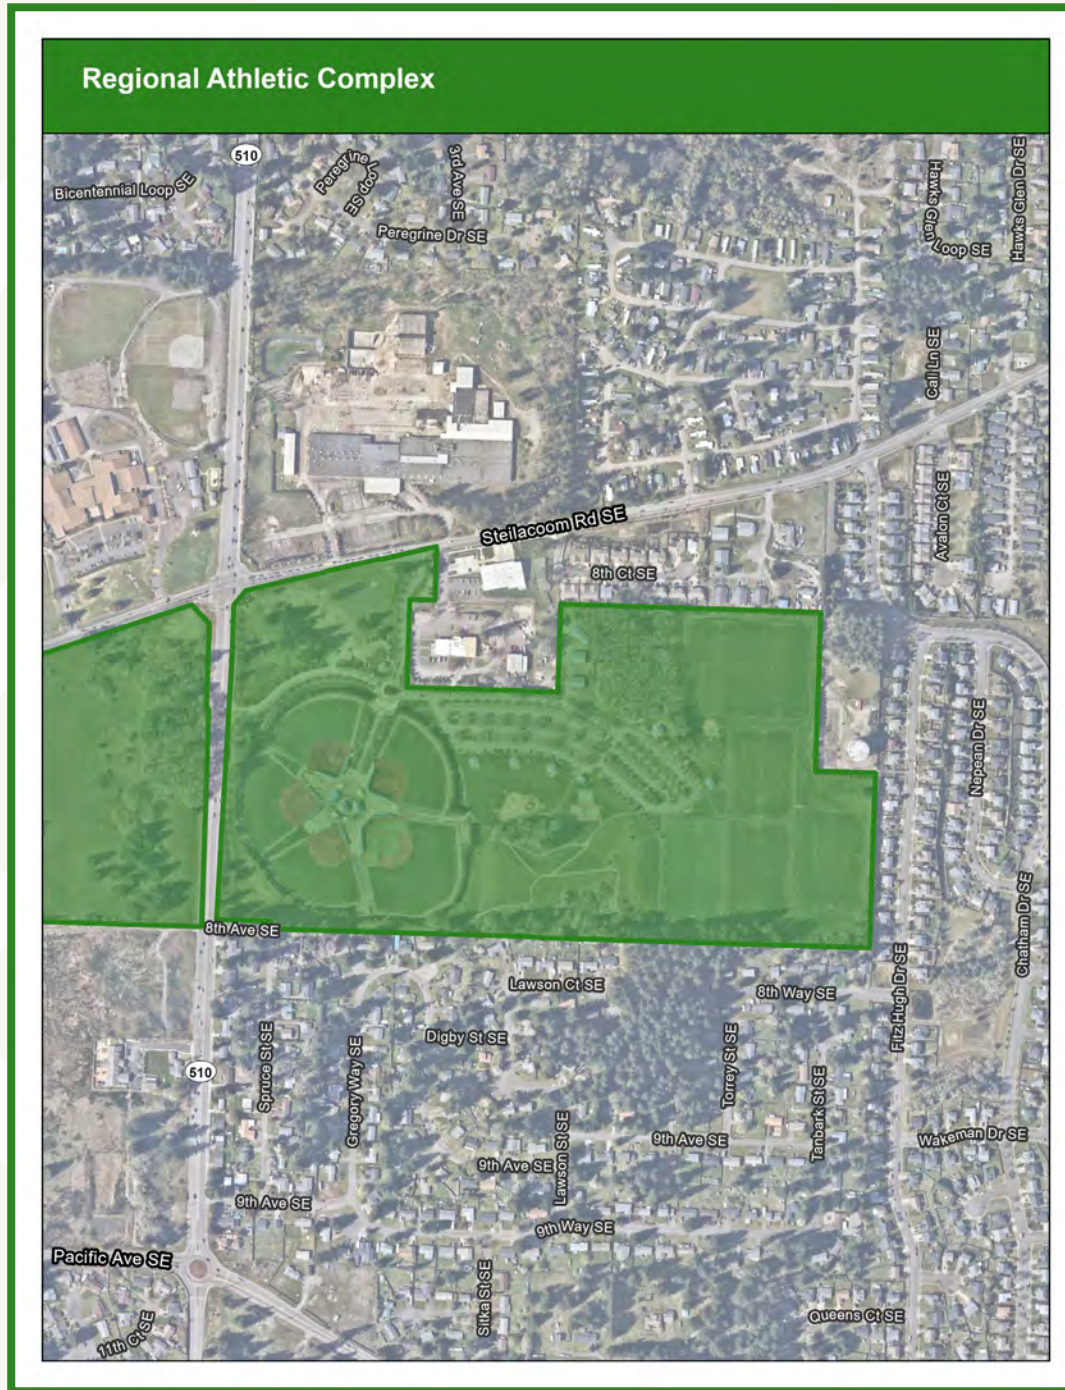 Regional Athletic Complex
510
Bicentennial Loop SE
Peregrine Loop SE
3rd Ave SE
Peregrine Dr SE
Hawks Glen Loop SE
Hawks Glen Dr SE
Cali Ln SE
Steilacoom Rd SE
Avalon Ct SE
8th Ct SE
Nepean Dr SE
Chatham Dr SE
8th Ave SE
Lawson Ct SE
8th Way SE
Fitz Hugh Dr SE
Digby St SE
510
Spruce St SE
Gregory Way SE
Torrey St SE
Tanbark St SE
9th Ave SE
Wakeman Dr SE
9th Ave SE
Lawson St SE
9th Ave SE
9th Way SE
Pacific Ave SE
Sitka St SE
Queens Ct SE
11th Ct SE